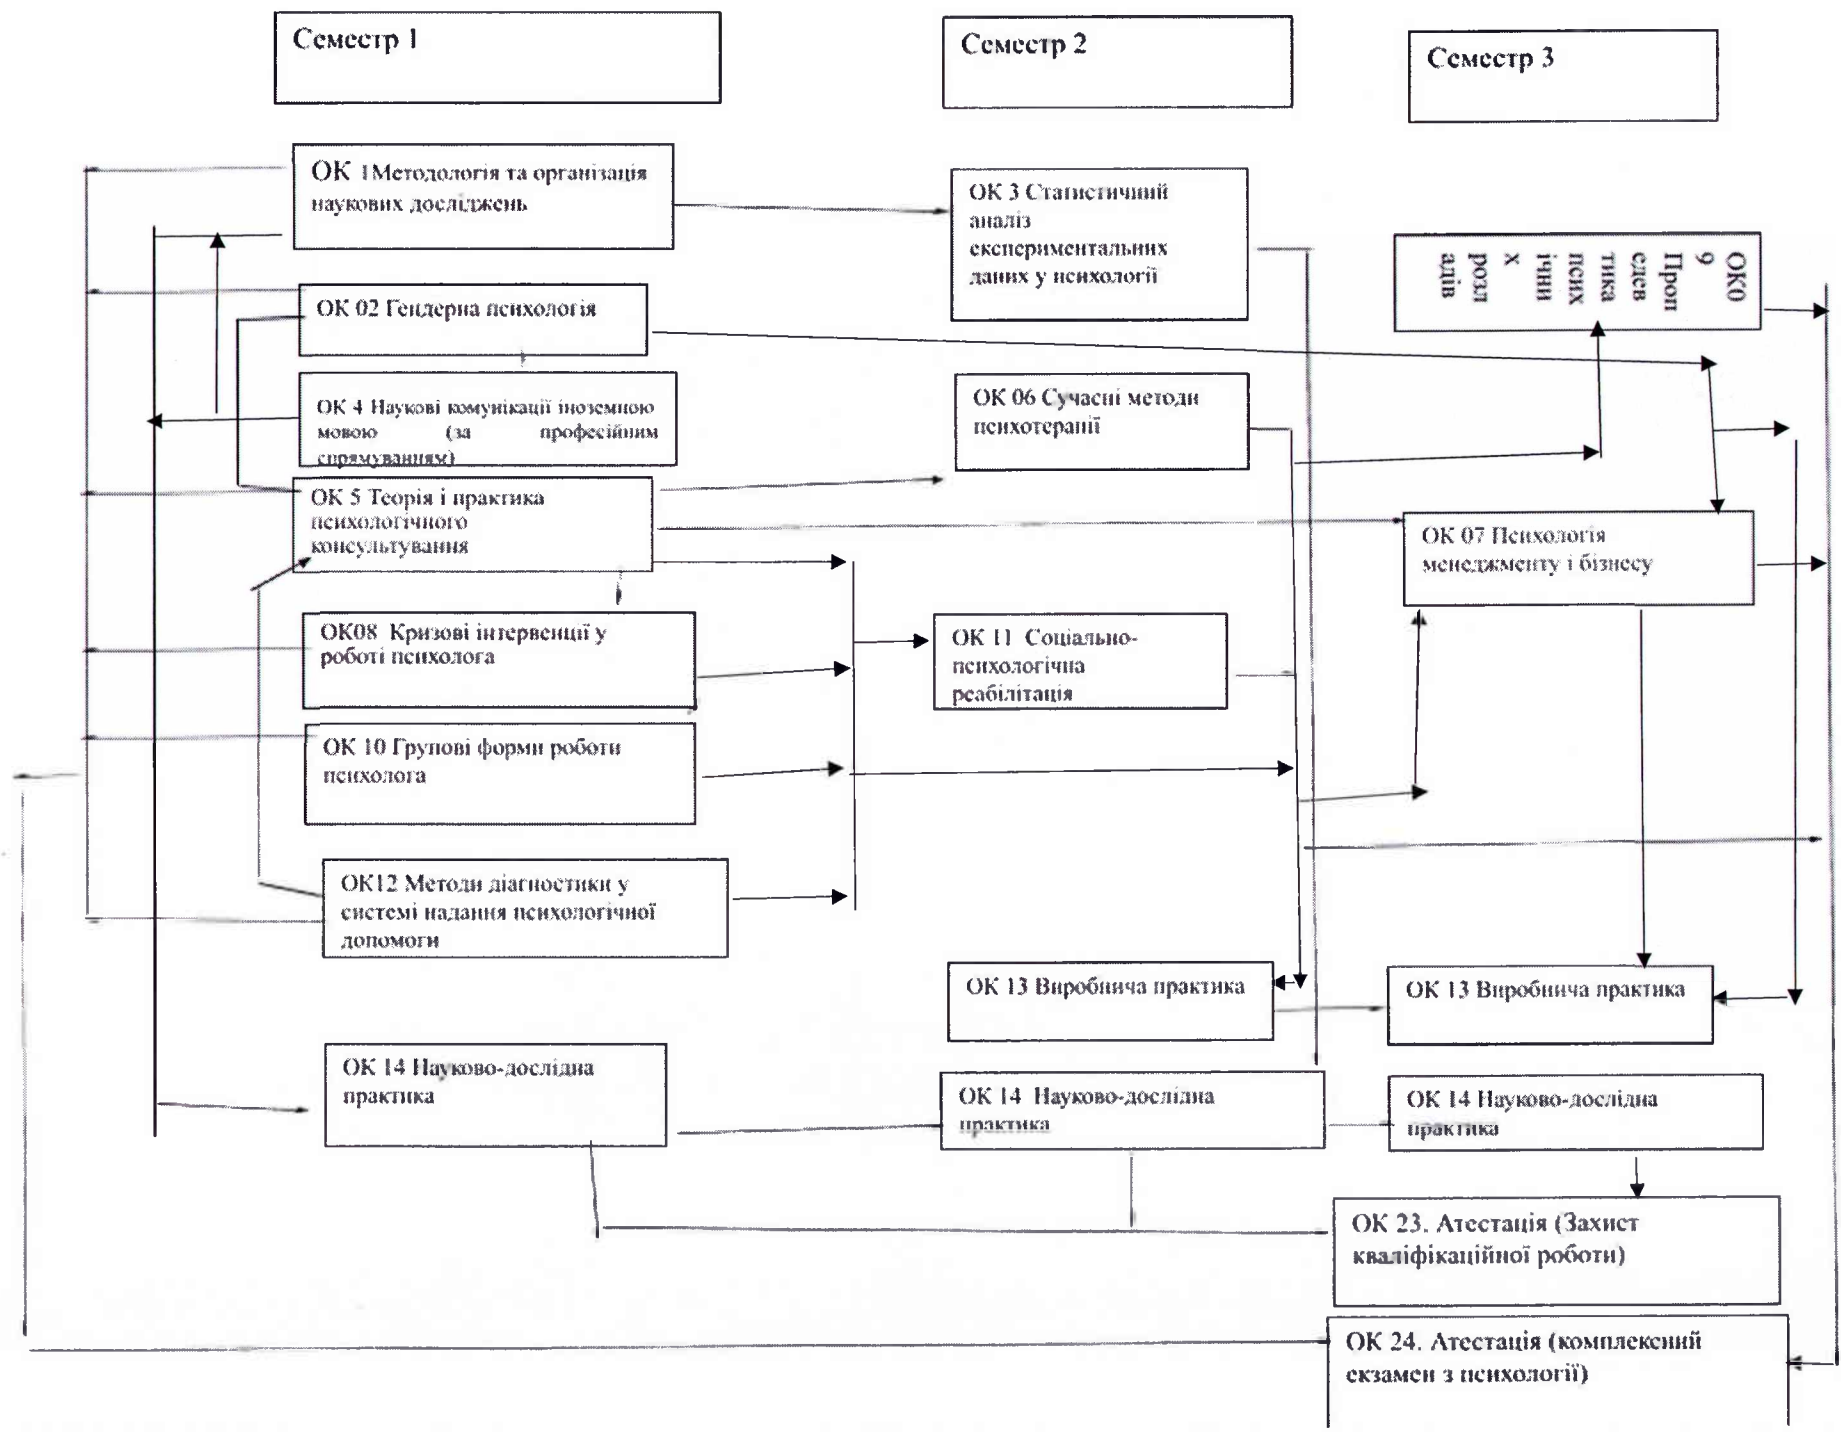 Семестр 1
Семестр 2
Семестр 3
ОК 1Методологія та організація
наукових досліджень
ОК 3 Статистичний
аналіз
експериментальних
даних у психології
ОК0
9
Проп
едев
тика
псих
ічни
х
розл
адів
ОК 02 Гендерна психологія
ОК 4 Наукові комунікації іноземною
мовою (за професійним
спрямуванням)
ОК 06 Сучасні методи
психотерапії
ОК 5 Теорія і практика
психологічного
консультування
ОК 07 Психологія
менеджменту і бізнесу
ОК08 Кризові інтервенції у
роботі психолога
ОК 11 Соціально-
психологічна
реабілітація
ОК 10 Групові форми роботи
психолога
ОК12 Методи діагностики у
системі надання психологічної
допомоги
ОК 13 Виробнича практика
ОК 13 Виробнича практика
ОК 14 Науково-дослідна
практика
ОК 14 Науково-дослідна
практика
ОК 14 Науково-дослідна
практика
ОК 23. Атестація (Захист
кваліфікаційної роботи)
ОК 24. Атестація (комплексний
екзамен з психології)